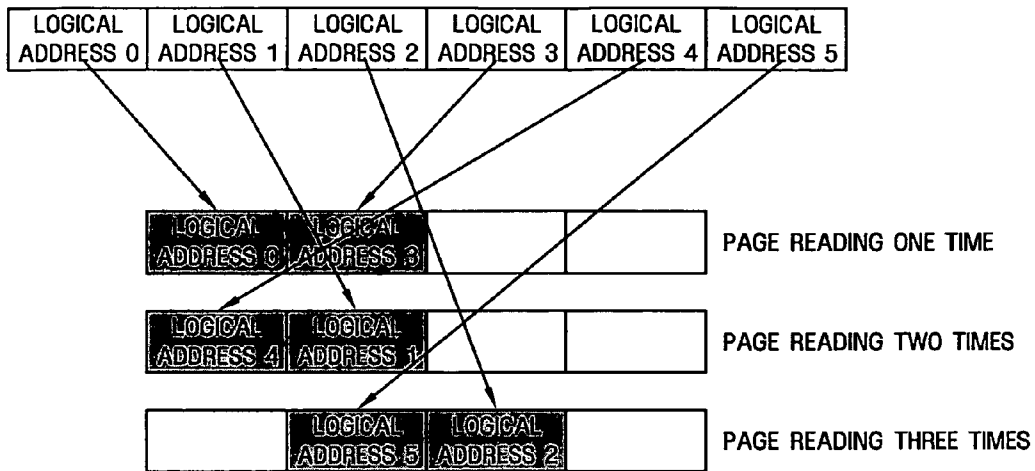 LOGICAL ADDRESS 0
LOGICAL ADDRESS 1
LOGICAL ADDRESS 2
LOGICAL ADDRESS 3
LOGICAL ADDRESS 4
LOGICAL ADDRESS 5
LOGICAL ADDRESS 0
LOGICAL ADDRESS 3
PAGE READING ONE TIME
LOGICAL ADDRESS 4
LOGICAL ADDRESS 1
PAGE READING TWO TIMES
LOGICAL ADDRESS 5
LOGICAL ADDRESS 2
PAGE READING THREE TIMES